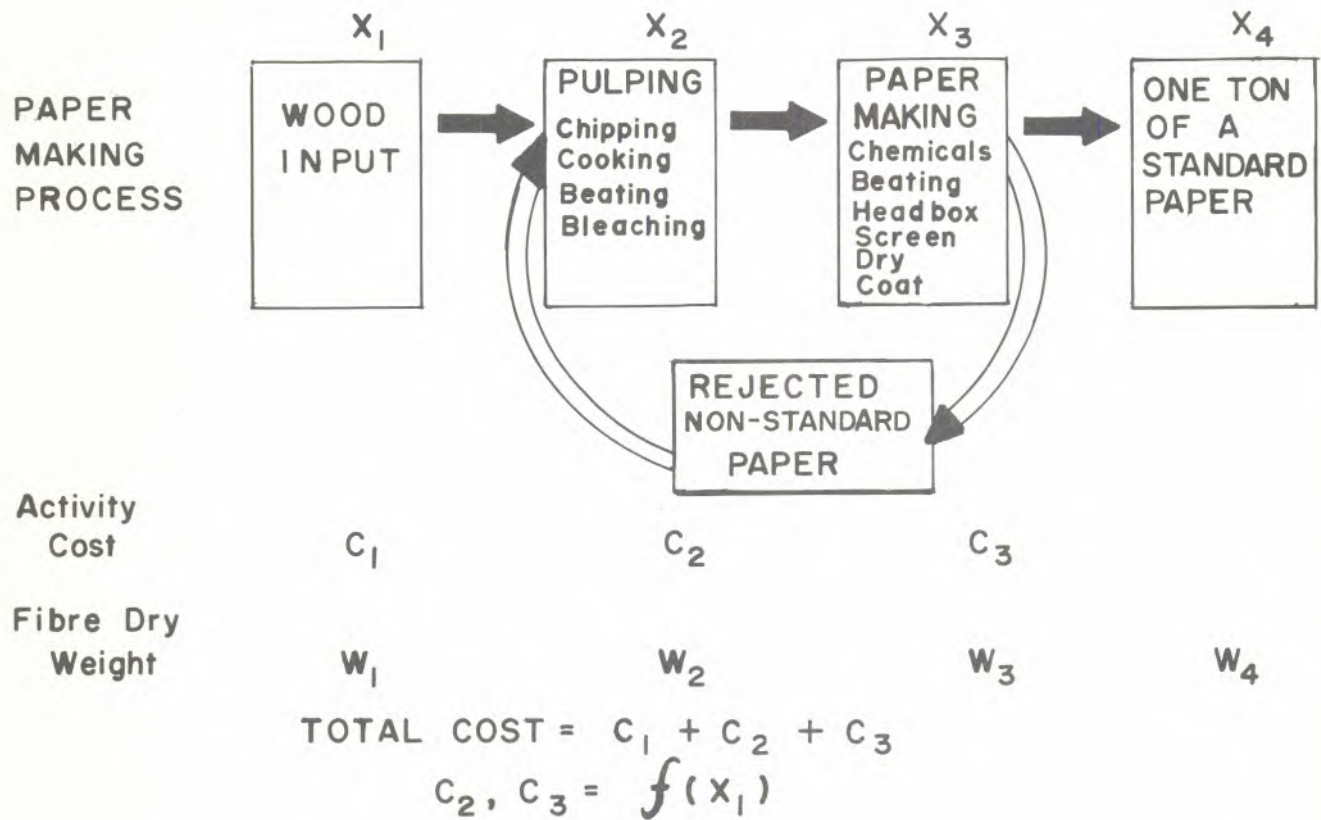 X₁ X₂ X₃ X₄
PAPER
MAKING
PROCESS
WOOD
INPUT
PULPING
Chipping
Cooking
Beating
Bleaching
PAPER
MAKING
Chemicals
Beating
Headbox
Screen
Dry
Coat
ONE TON
OF A
STANDARD
PAPER
REJECTED
NON-STANDARD
PAPER
Activity
Cost
C₁ C₂ C₃
Fibre Dry
Weight
W₁ W₂ W₃ W₄
TOTAL COST = C₁ + C₂ + C₃
C₂, C₃ = f(X₁)